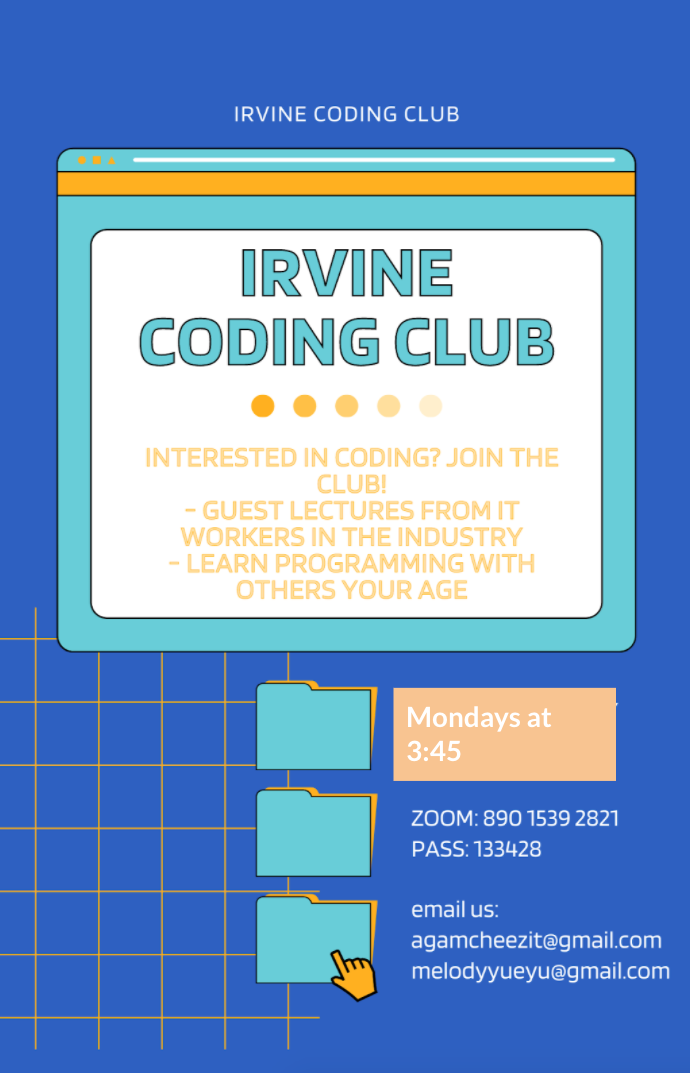 IRVINE CODING CLUB
IRVINE
CODING CLUB
INTERESTED IN CODING? JOIN THE
CLUB!
- GUEST LECTURES FROM IT
WORKERS IN THE INDUSTRY
- LEARN PROGRAMMING WITH
OTHERS YOUR AGE
Mondays at
3:45
ZOOM: 890 1539 2821
PASS: 133428
email us:
agamcheezit@gmail.com
melodyyueyu@gmail.com